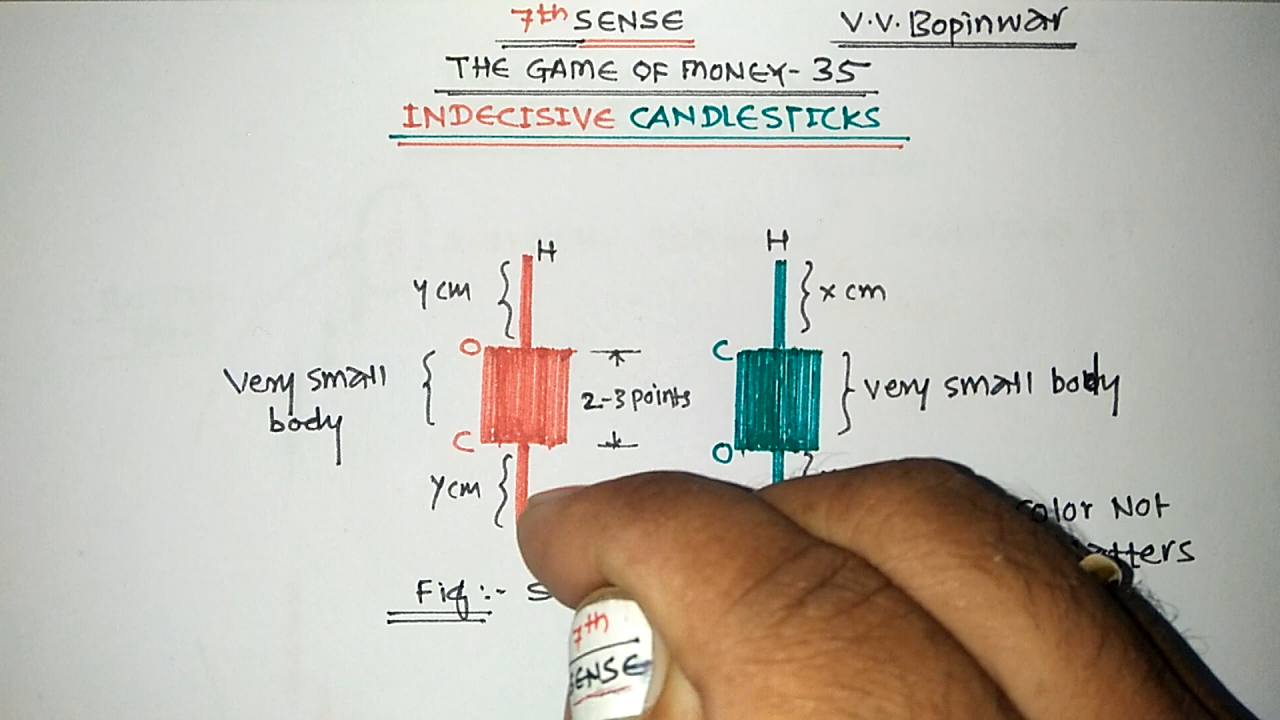 7th SENSE
V.V. Bopinwar
THE GAME OF MONEY-35
INDECISIVE CANDLESTICKS
H
H
y cm
x cm
O
C
Very small
body
2-3 points
very small body
C
O
ycm
color Not
Fig :- S
7th
SENSE